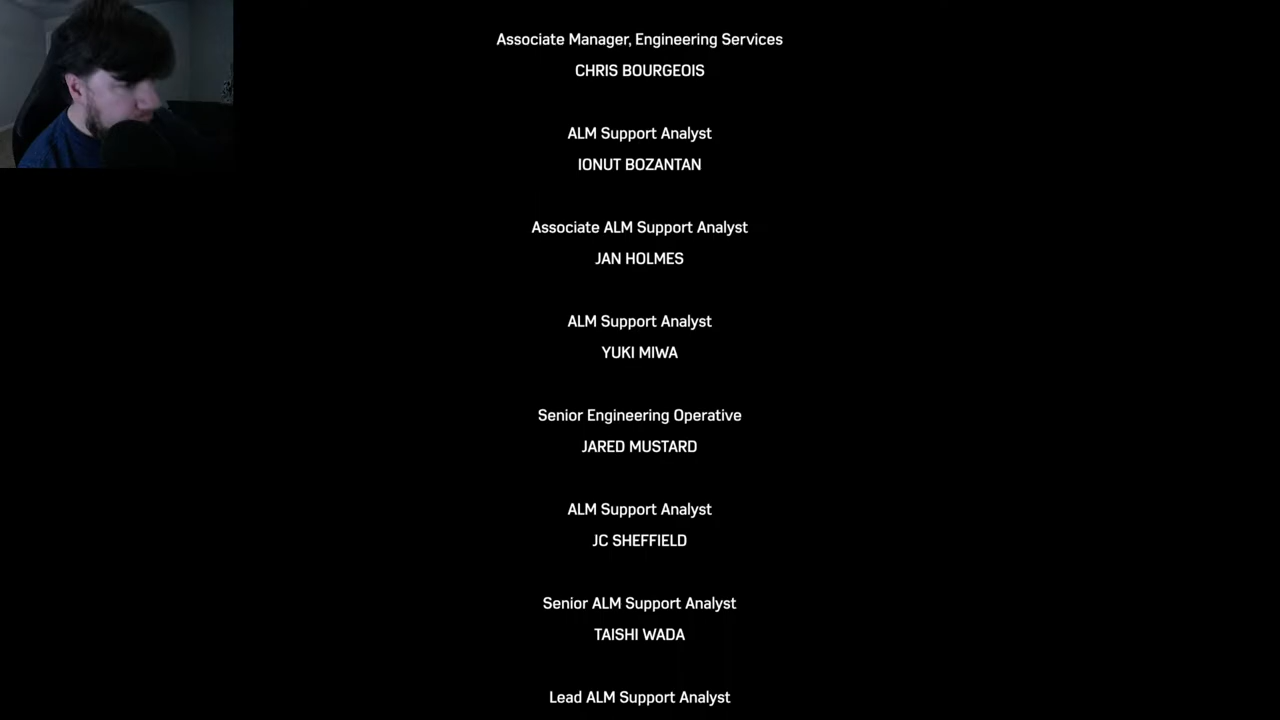 Associate Manager, Engineering Services
CHRIS BOURGEOIS
ALM Support Analyst
IONUT BOZANTAN
Associate ALM Support Analyst
JAN HOLMES
ALM Support Analyst
YUKI MIWA
Senior Engineering Operative
JARED MUSTARD
ALM Support Analyst
JC SHEFFIELD
Senior ALM Support Analyst
TAISHI WADA
Lead ALM Support Analyst